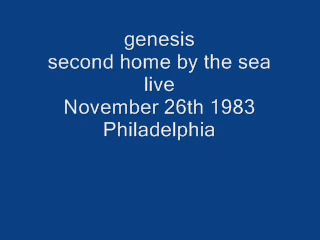 genesis
second home by the sea
live
November 26th 1983
Philadelphia